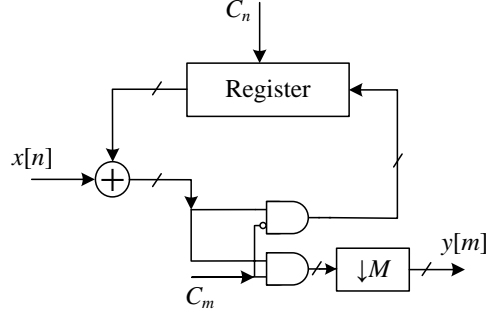 C_n
Register
x[n]
+
y[m]
↓M
C_m